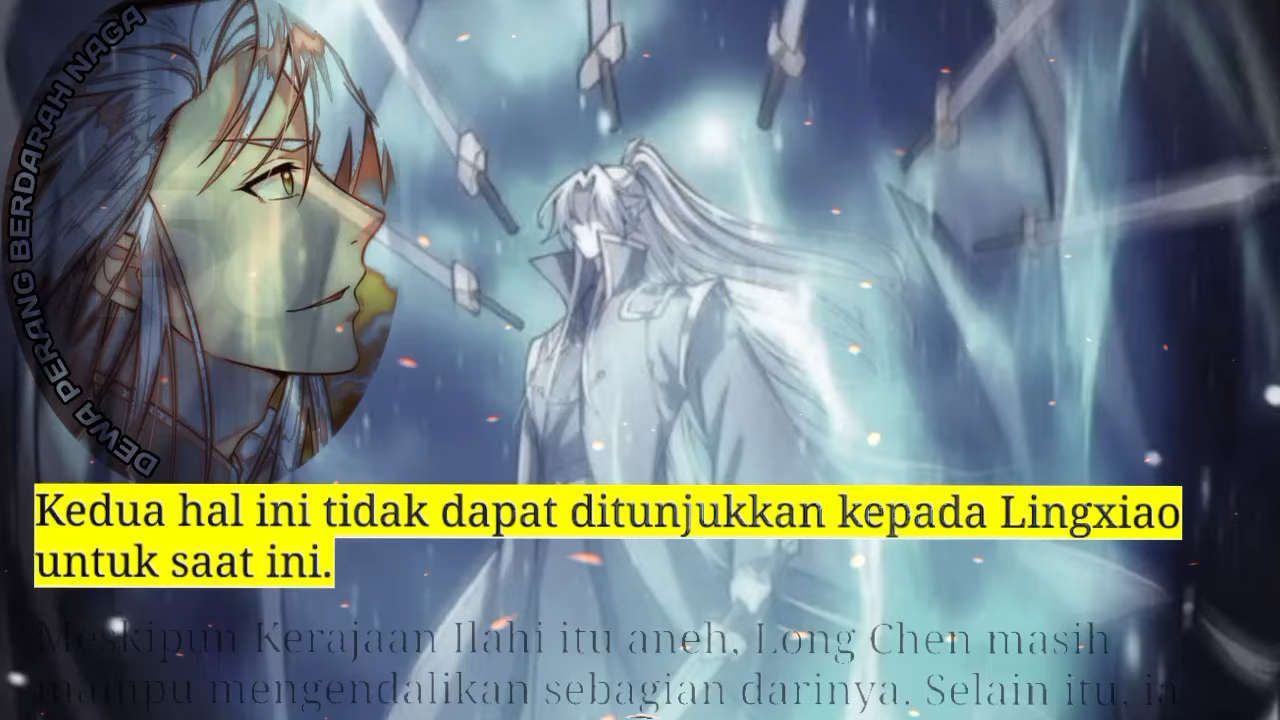 DEWA PERANG BERDARAH NAGA
Kedua hal ini tidak dapat ditunjukkan kepada Lingxiao
untuk saat ini.
Meskipun Kerajaan Ilahi itu aneh, Long Chen masih
mampu mengendalikan sebagian darinya. Selain itu, ia